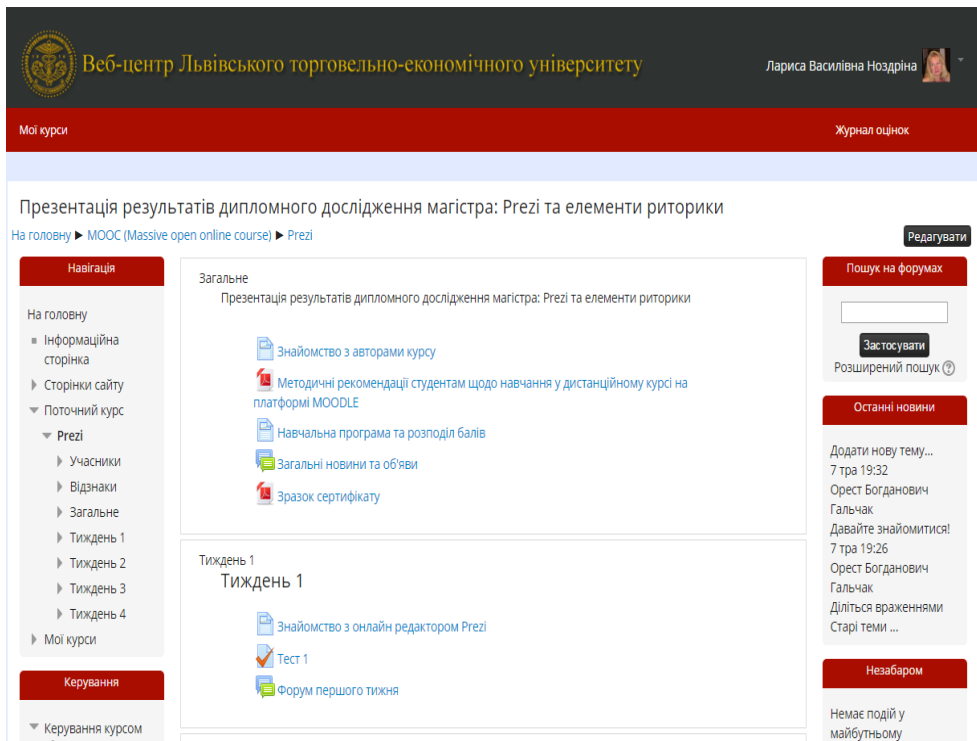 Веб-центр Львівського торговельно-економічного університету
Лариса Василівна Ноздріна
Мої курси
Журнал оцінок
Презентація результатів дипломного дослідження магістра: Prezi та елементи риторики
На головну ► MOOC (Massive open online course) ► Prezi
Редагувати
Навігація
На головну
Інформаційна
сторінка
Сторінки сайту
Поточний курс
Prezi
Учасники
Відзнаки
Загальне
Тиждень 1
Тиждень 2
Тиждень 3
Тиждень 4
Мої курси
Керування
Керування курсом
Загальне
Презентація результатів дипломного дослідження магістра: Prezi та елементи риторики
Знайомство з авторами курсу
Методичні рекомендації студентам щодо навчання у дистанційному курсі на
платформі MOODLE
Навчальна програма та розподіл балів
Загальні новини та об'яви
Зразок сертифікату
Тиждень 1
Тиждень 1
Знайомство з онлайн редактором Prezi
Тест 1
Форум першого тижня
Пошук на форумах
Застосувати
Розширений пошук
Останні новини
Додати нову тему...
7 тра 19:32
Орест Богданович
Гальчак
Давайте знайомитися!
7 тра 19:26
Орест Богданович
Гальчак
Діліться враженнями
Старі теми ...
Незабаром
Немає подій у
майбутньому